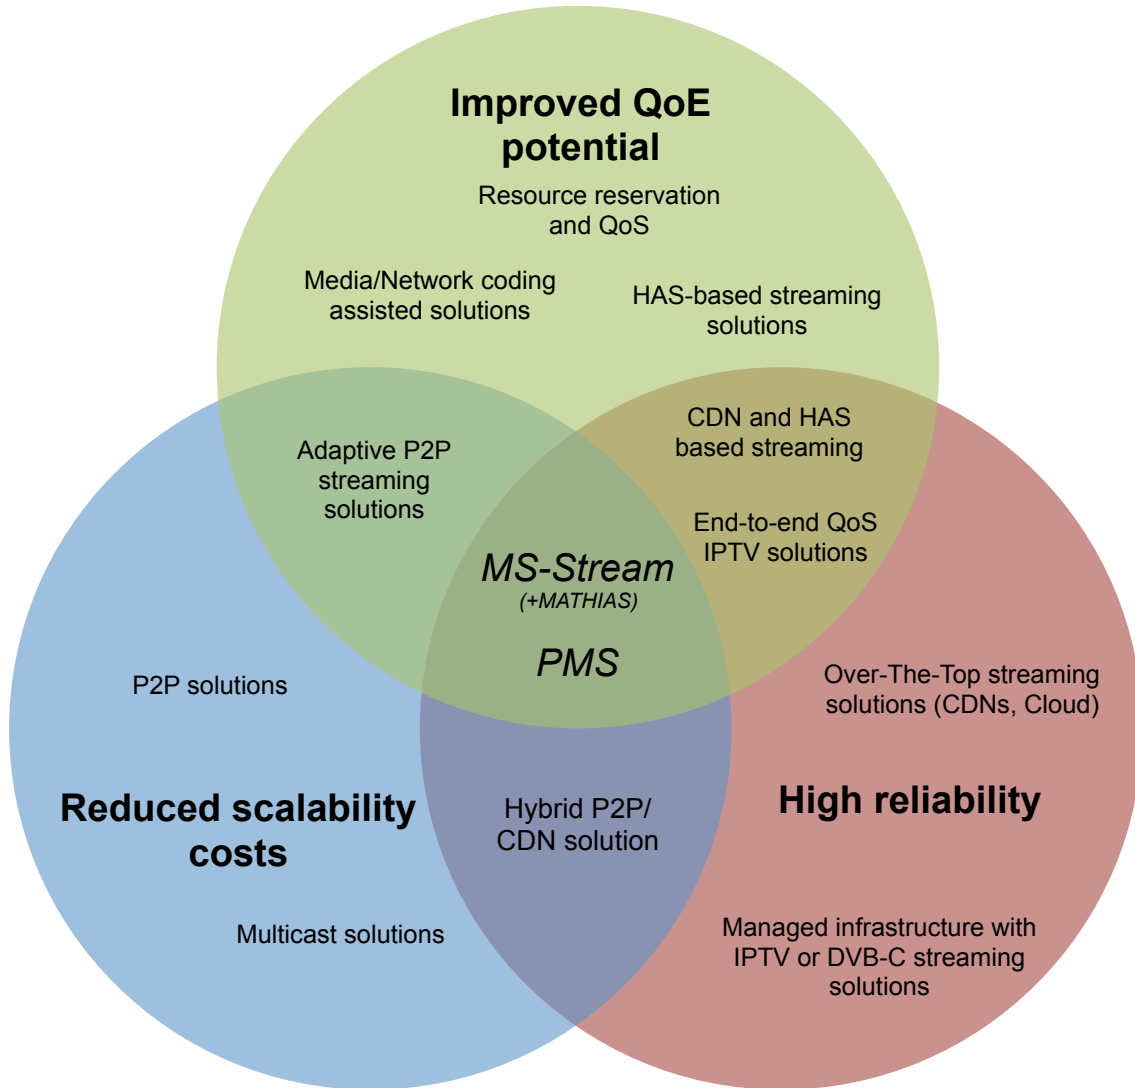 Improved QoE
potential
Resource reservation
and QoS
Media/Network coding
assisted solutions
HAS-based streaming
solutions
CDN and HAS
based streaming
Adaptive P2P
streaming
solutions
End-to-end QoS
IPTV solutions
MS-Stream
(+MATHIAS)
PMS
P2P solutions
Over-The-Top streaming
solutions (CDNs, Cloud)
Reduced scalability
costs
Hybrid P2P/
CDN solution
High reliability
Multicast solutions
Managed infrastructure with
IPTV or DVB-C streaming
solutions